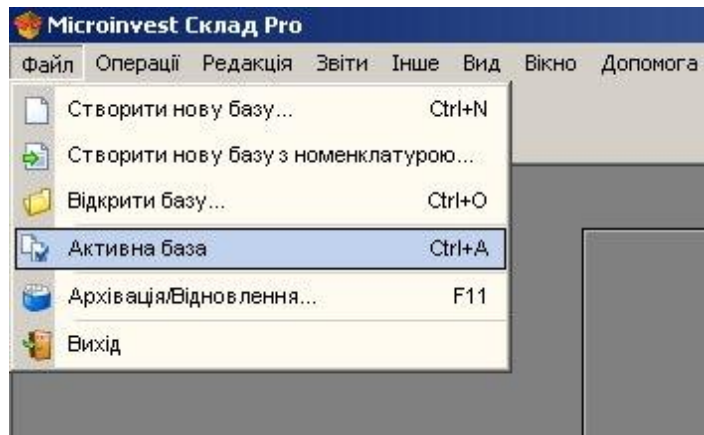 Microinvest Склад Pro
Файл Операції Редакція Звіти Інше Вид Вікно Допомога
Створити нову базу... Ctrl+N
Створити нову базу з номенклатурою...
Відкрити базу... Ctrl+O
Активна база Ctrl+A
Архівація/Відновлення... F11
Вихід